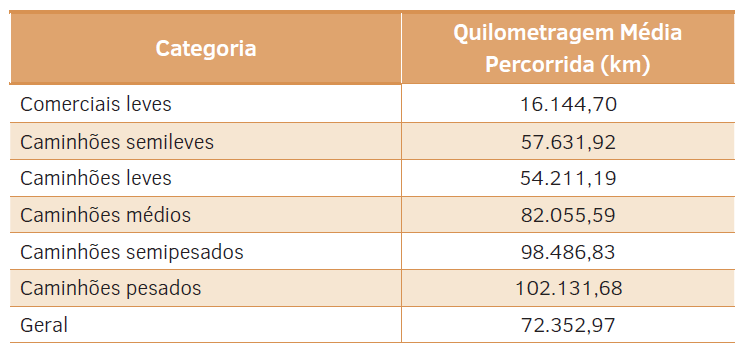 Categoria
Quilometragem Média
Percorrida (km)
Comerciais leves 16.144,70
Caminhões semileves 57.631,92
Caminhões leves 54.211,19
Caminhões médios 82.055,59
Caminhões semipesados 98.486,83
Caminhões pesados 102.131,68
Geral 72.352,97